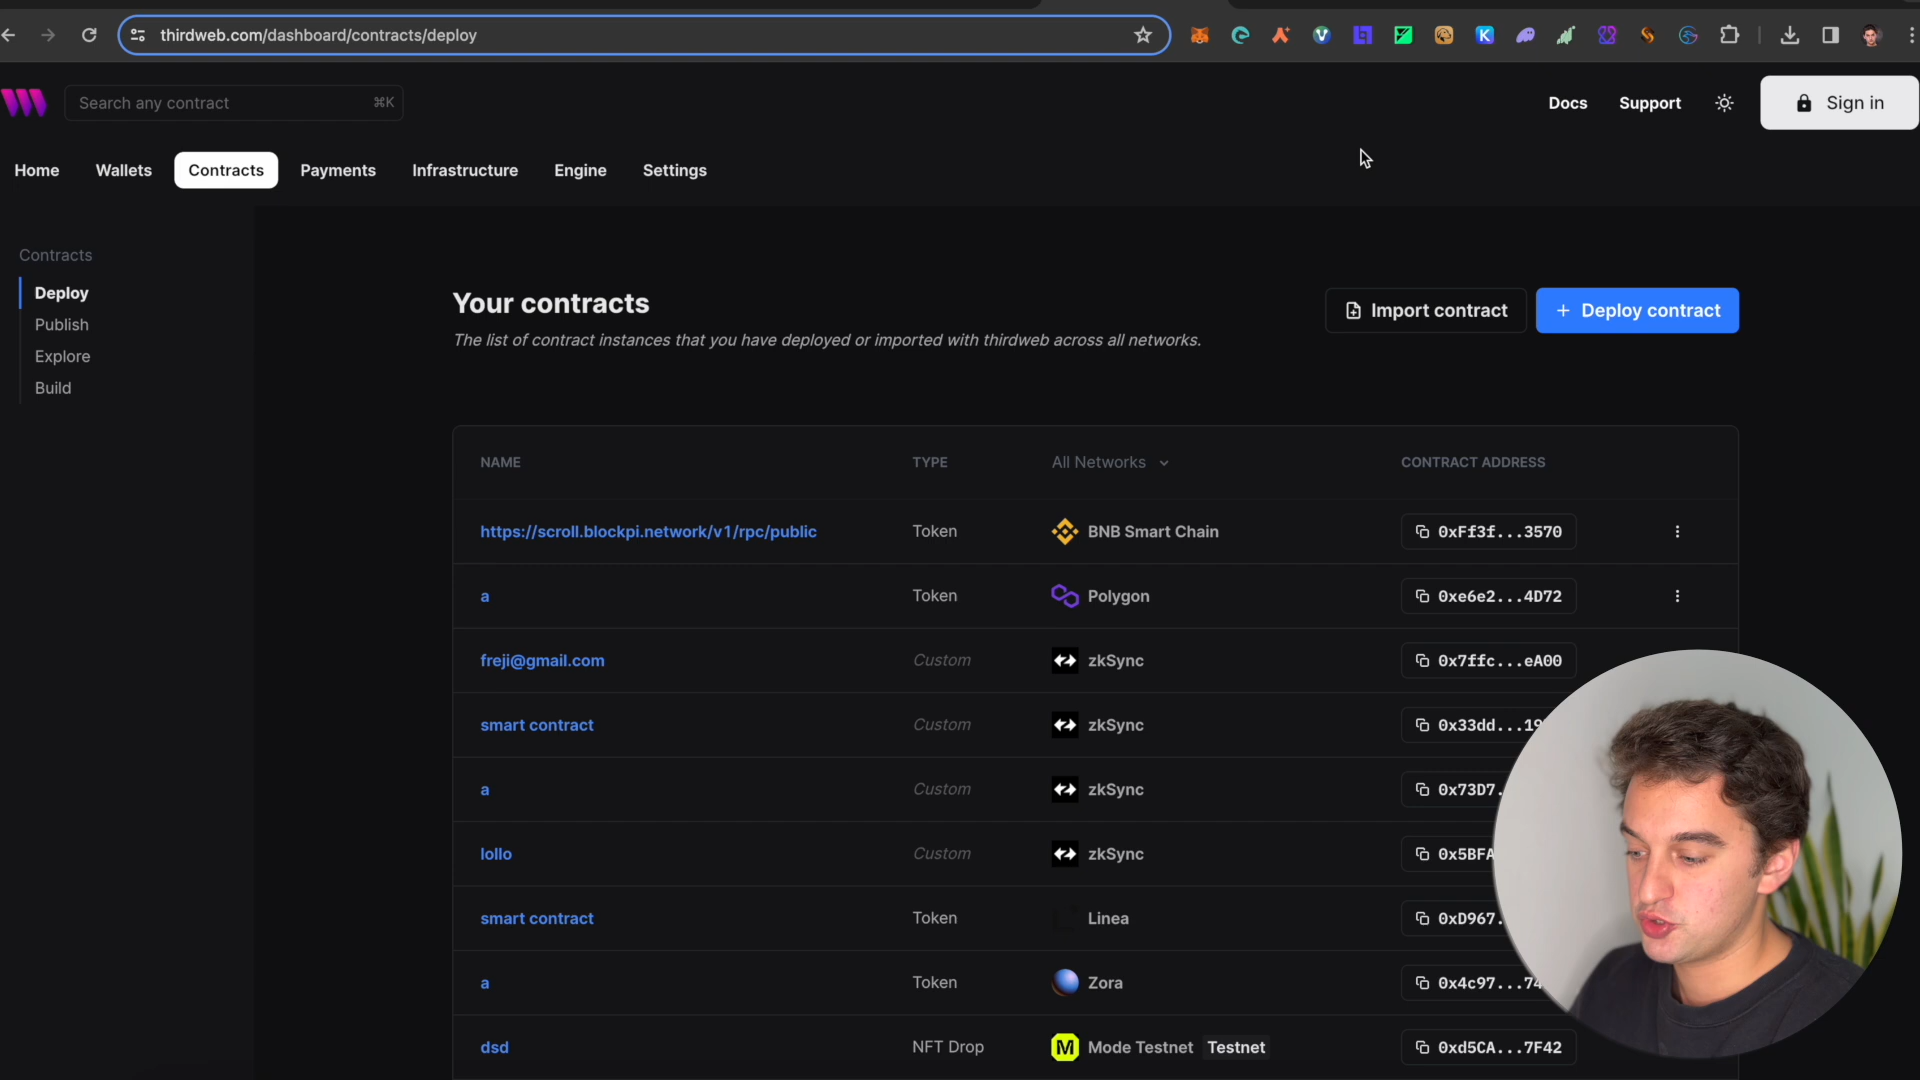 thirdweb.com/dashboard/contracts/deploy
Search any contract ⌘K
Docs Support Sign in
Home Wallets Contracts Payments Infrastructure Engine Settings
Contracts
Deploy
Publish
Explore
Build
Your contracts
The list of contract instances that you have deployed or imported with thirdweb across all networks.
Import contract
+ Deploy contract
NAME TYPE All Networks CONTRACT ADDRESS
https://scroll.blockpi.network/v1/rpc/public Token BNB Smart Chain 0xFf3f...3570
a Token Polygon 0xe6e2...4D72
freji@gmail.com Custom zkSync 0x7ffc...eA00
smart contract Custom zkSync 0x33dd...19
a Custom zkSync 0x73D7.
lollo Custom zkSync 0x5BFA
smart contract Token Linea 0xD967.
a Token Zora 0x4c97...74
dsd NFT Drop M Mode Testnet Testnet 0xd5CA...7F42